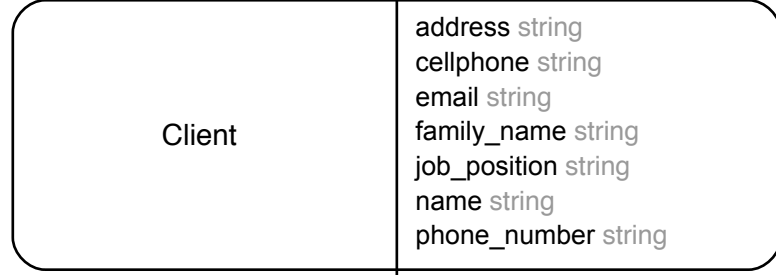 Client
address string
cellphone string
email string
family_name string
job_position string
name string
phone_number string